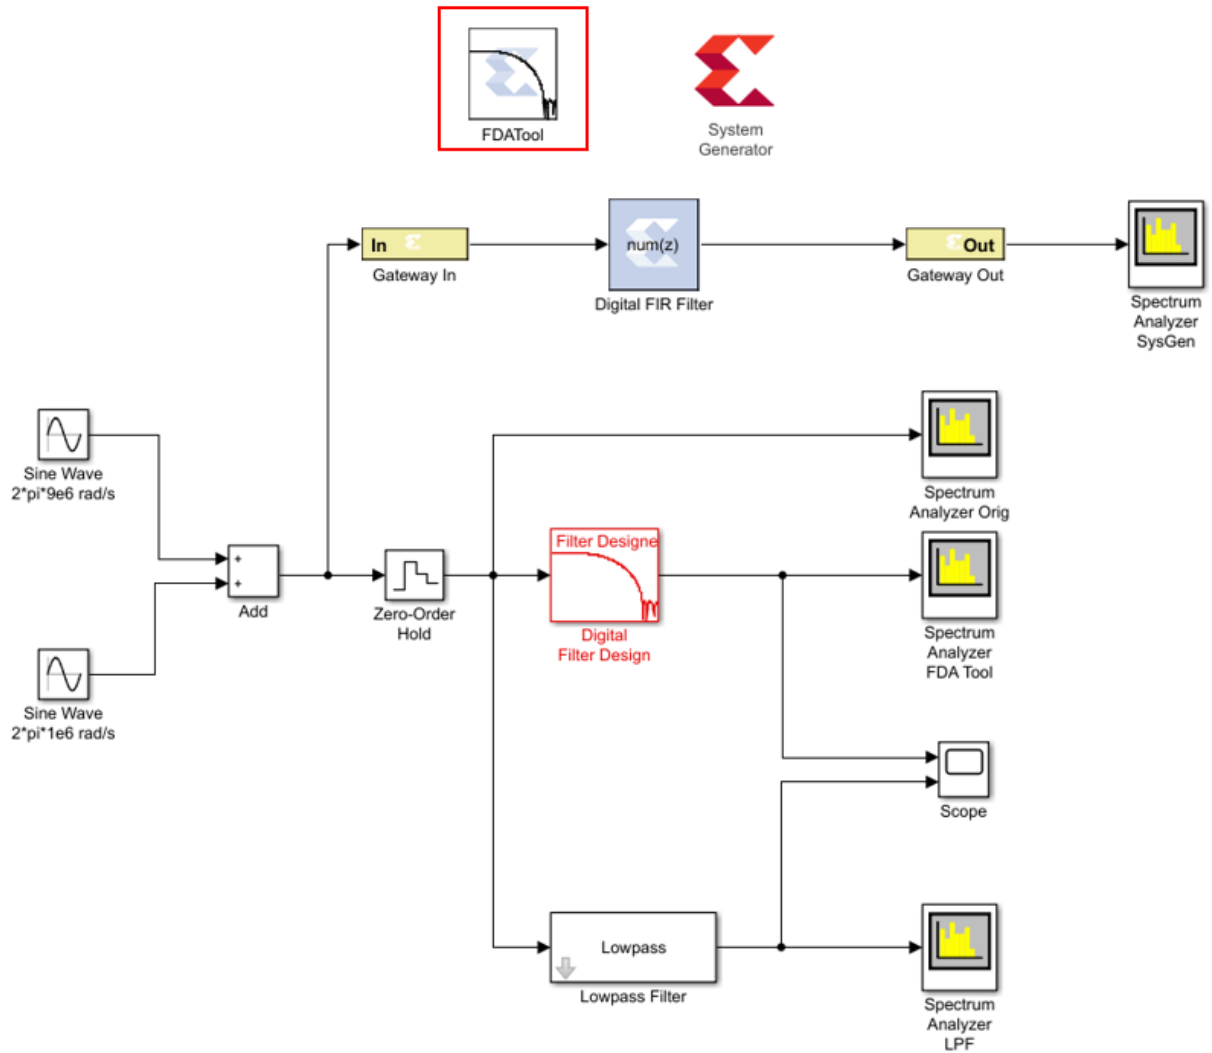 FDATool
System
Generator
In
Gateway In
num(z)
Digital FIR Filter
Out
Gateway Out
Spectrum
Analyzer
SysGen
Sine Wave
2*pi*9e6 rad/s
Spectrum
Analyzer Orig
+
+
Add
Zero-Order
Hold
Filter Designe
Digital
Filter Design
Spectrum
Analyzer
FDA Tool
Sine Wave
2*pi*1e6 rad/s
Scope
Lowpass
Lowpass Filter
Spectrum
Analyzer
LPF